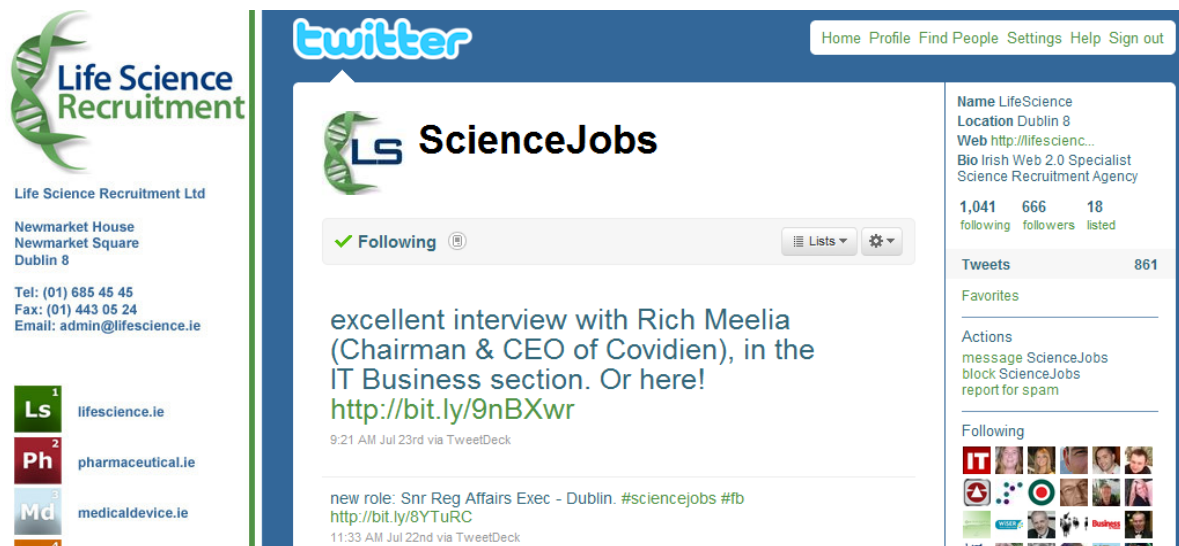 Life Science
Recruitment
Life Science Recruitment Ltd
Newmarket House
Newmarket Square
Dublin 8
Tel: (01) 685 45 45
Fax: (01) 443 05 24
Email: admin@lifescience.ie
1
Ls
lifescience.ie
2
Ph
pharmaceutical.ie
3
Md
medicaldevice.ie
4
twitter
Home Profile Find People Settings Help Sign out
LS
ScienceJobs
Following
Lists
excellent interview with Rich Meelia
(Chairman & CEO of Covidien), in the
IT Business section. Or here!
http://bit.ly/9nBXwr
9:21 AM Jul 23rd via TweetDeck
new role: Snr Reg Affairs Exec - Dublin. #sciencejobs #fb
http://bit.ly/8YTuRC
11:33 AM Jul 22nd via TweetDeck
Name LifeScience
Location Dublin 8
Web http://lifescienc...
Bio Irish Web 2.0 Specialist
Science Recruitment Agency
1,041 666 18
following followers listed
Tweets 861
Favorites
Actions
message ScienceJobs
block ScienceJobs
report for spam
Following
IT
WISER
Business